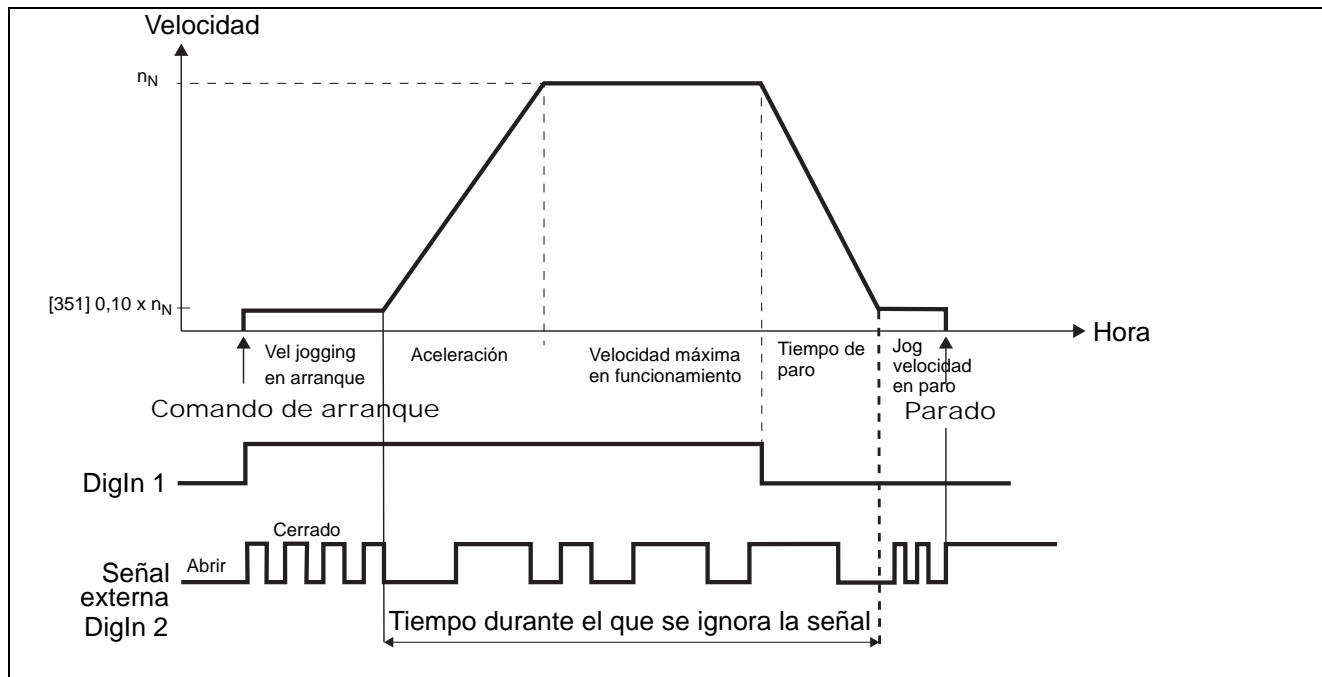 Velocidad
nN
[351] 0,10 x nN
Hora
Vel jogging
en arranque
Aceleración
Velocidad máxima
en funcionamiento
Tiempo de
paro
Jog
velocidad
en paro
Comando de arranque
Parado
DigIn 1
Cerrado
Abrir
Señal
externa
DigIn 2
Tiempo durante el que se ignora la señal